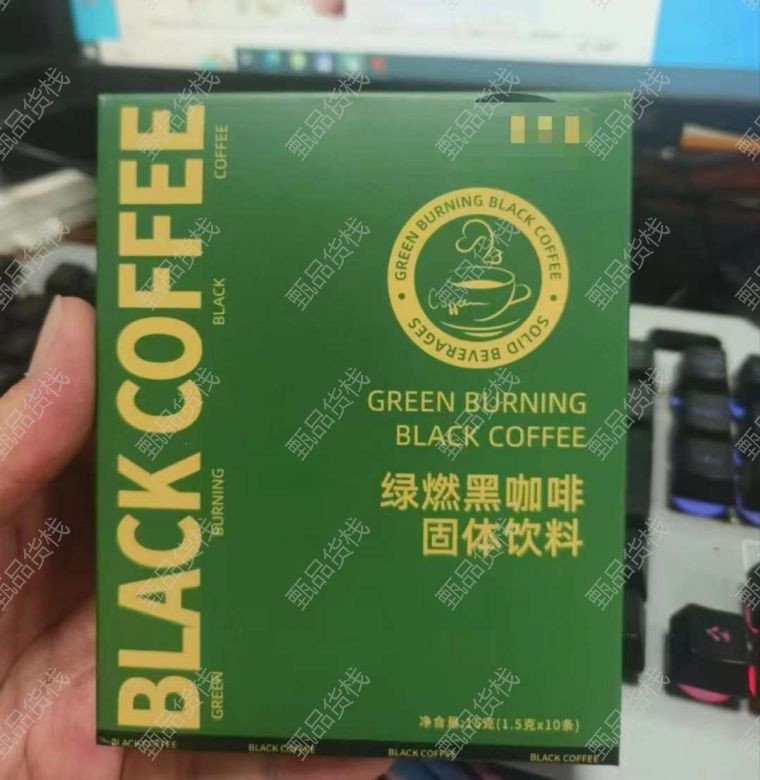 BLACK COFFEE
COFFEE
BLACK
BURNING
GREEN
GREEN BURNING BLACK COFFEE
SOLID BEVERAGES
Coffee
GREEN BURNING
BLACK COFFEE
绿燃黑咖啡
固体饮料
净含量:15克(1.5克x10条)
BLACK COFFEE BLACK COFFEE BLACK COFFEE BLACK COFFEE
甄品货栈